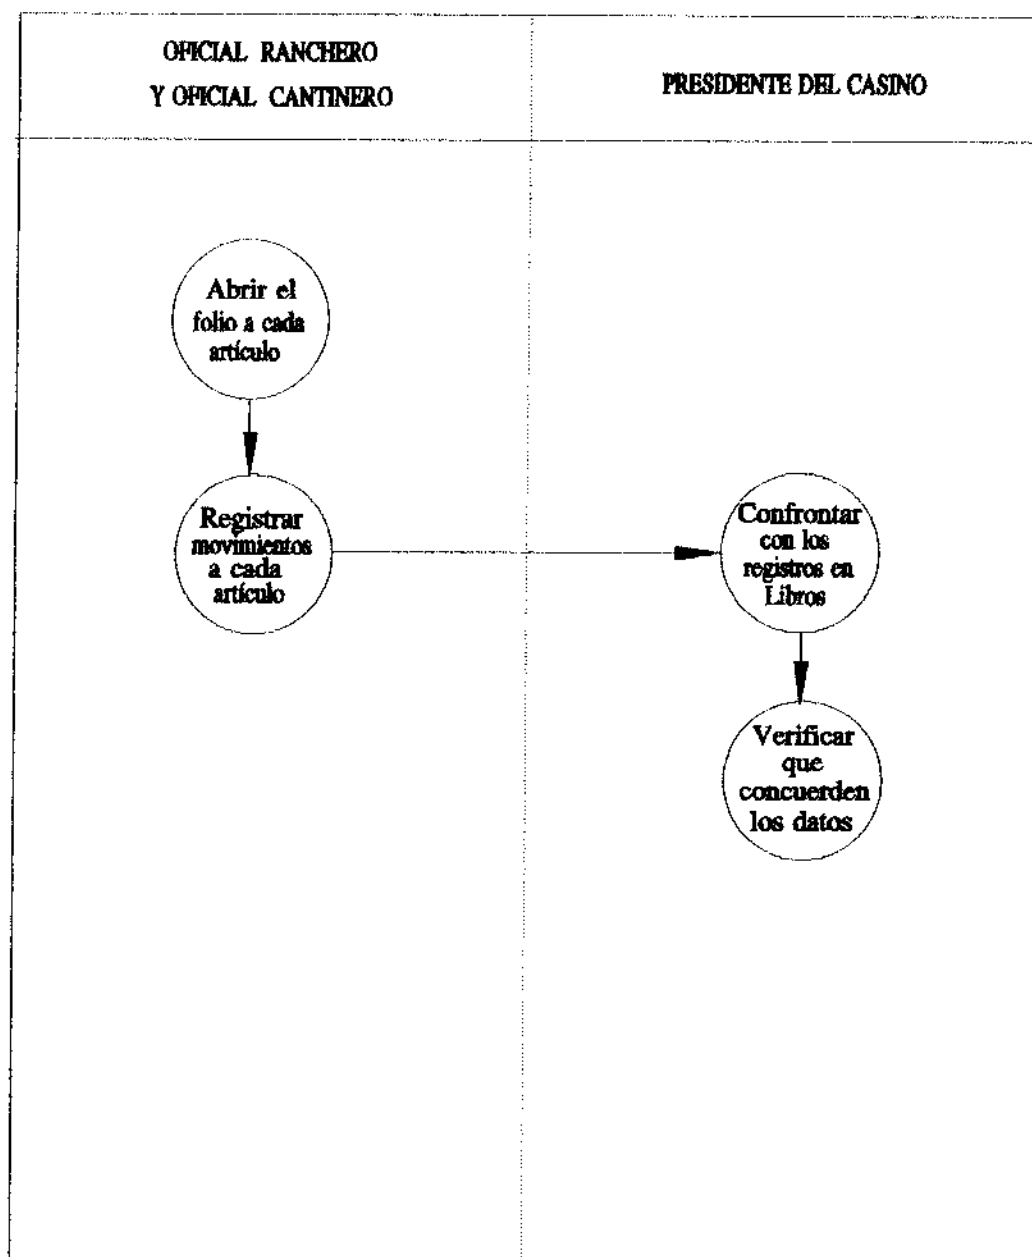 OFICIAL RANCHERO
Y OFICIAL CANTINERO
PRESIDENTE DEL CASINO
Abrir el
folio a cada
artículo
Registrar
movimientos
a cada
artículo
Confrontar
con los
registros en
Libros
Verificar
que
concuerden
los datos